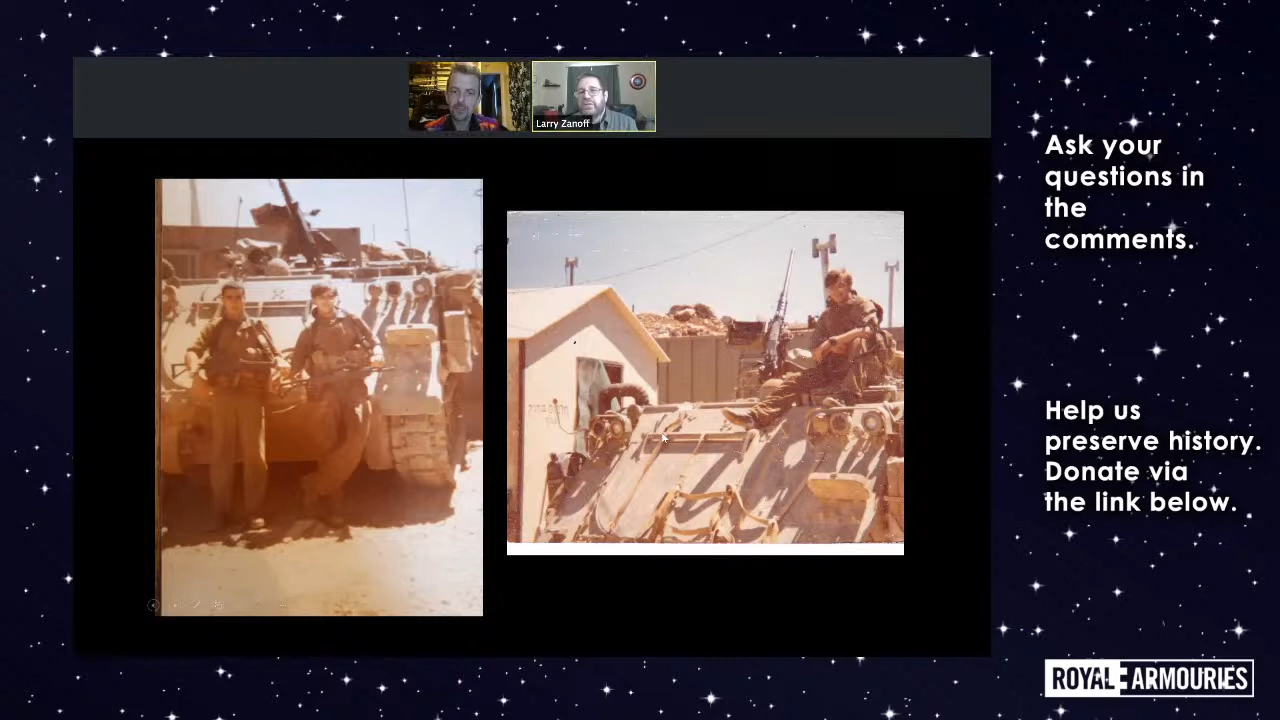 Larry Zanoff
Ask your
questions in
the
comments.
Help us
preserve history.
Donate via
the link below.
ROYAL ARMOURIES